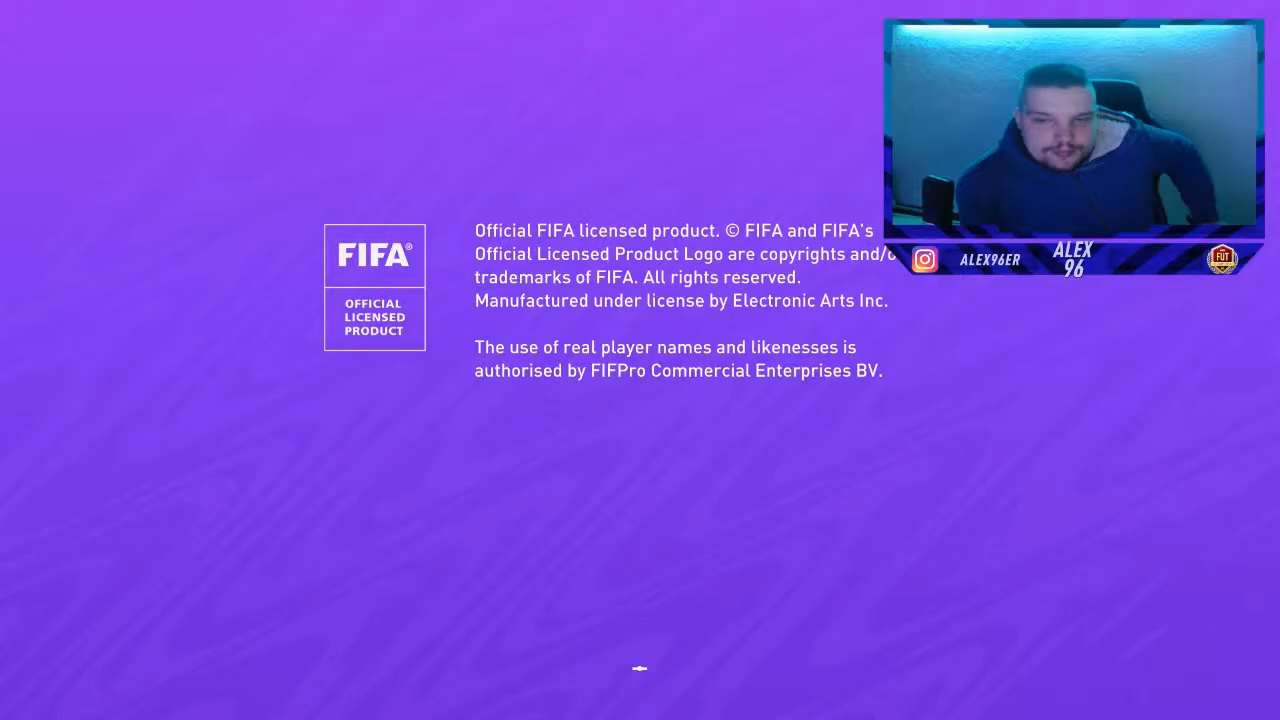 FIFA®
OFFICIAL
LICENSED
PRODUCT
Official FIFA licensed product. © FIFA and FIFA's
Official Licensed Product Logo are copyrights and/o
trademarks of FIFA. All rights reserved.
Manufactured under license by Electronic Arts Inc.
The use of real player names and likenesses is
authorised by FIFPro Commercial Enterprises BV.
ALEX96ER
ALEX
96
FUT